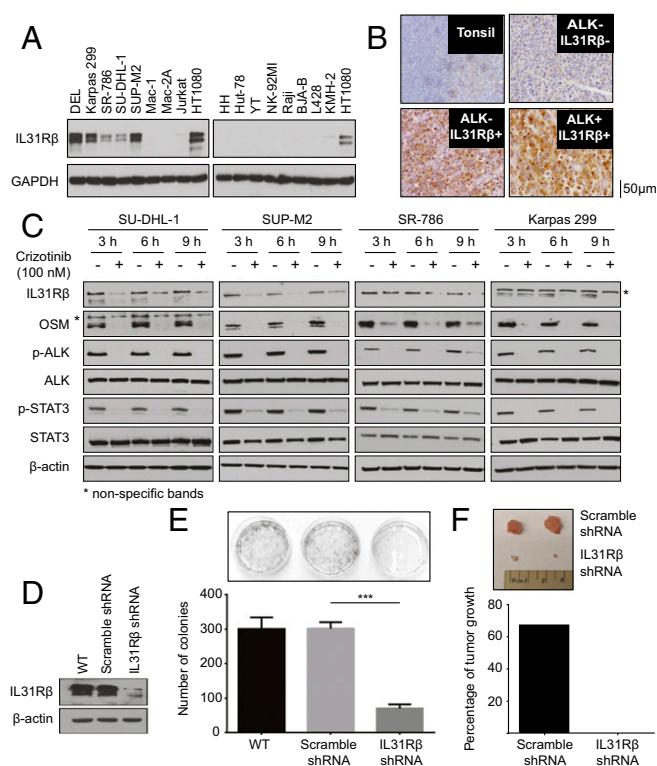 A
DEL
Karpas 299
SR-786
SU-DHL-1
SUP-M2
Mac-1
Mac-2A
Jurkat
HT1080
HH
Hut-78
YT
NK-92MI
Raji
BJA-B
L428
KMH-2
HT1080
IL31Rβ
GAPDH
B
Tonsil
ALK-
IL31Rβ-
ALK-
IL31Rβ+
ALK+
IL31Rβ+
50μm
C
SU-DHL-1 SUP-M2 SR-786 Karpas 299
3 h 6 h 9 h 3 h 6 h 9 h 3 h 6 h 9 h 3 h 6 h 9 h
Crizotinib
(100 nM)
- + - + - + - + - + - + - + - + - + - + - + - +
IL31Rβ *
OSM *
p-ALK
ALK
p-STAT3
STAT3
β-actin
* non-specific bands
D
WT
Scramble shRNA
IL31Rβ shRNA
IL31Rβ
β-actin
E
***
Number of colonies
400
300
200
100
0
WT
Scramble
shRNA
IL31Rβ
shRNA
F
Scramble
shRNA
IL31Rβ
shRNA
Percentage of tumor growth
80
60
40
20
Scramble
shRNA
IL31Rβ
shRNA